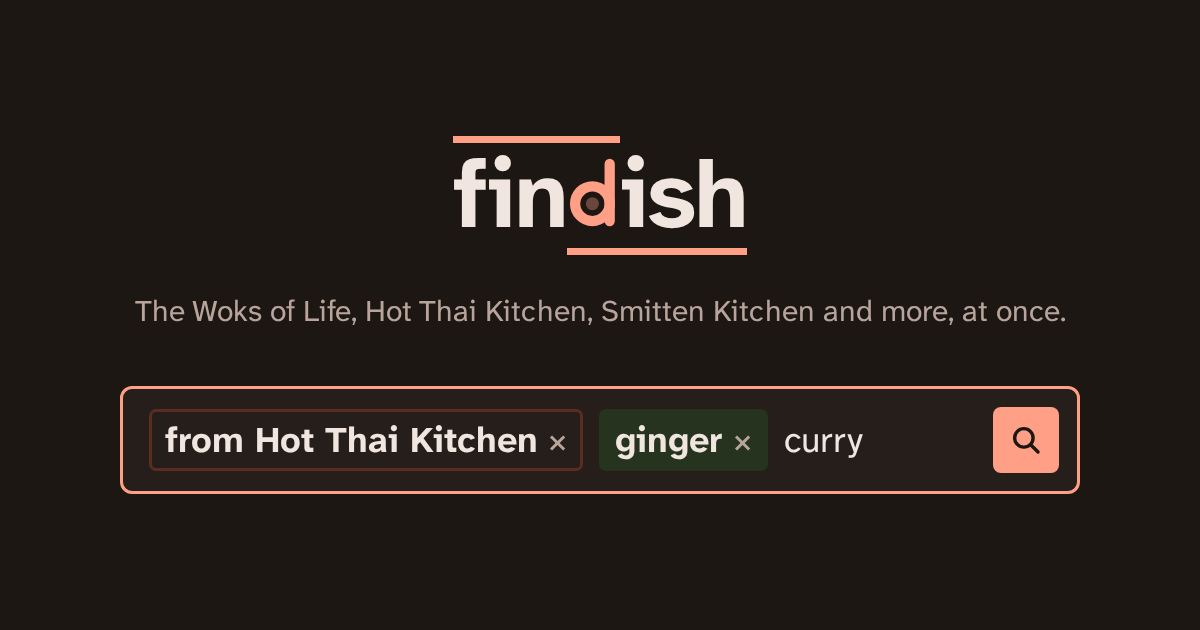 findish
The Woks of Life, Hot Thai Kitchen, Smitten Kitchen and more, at once.
from Hot Thai Kitchen × ginger × curry